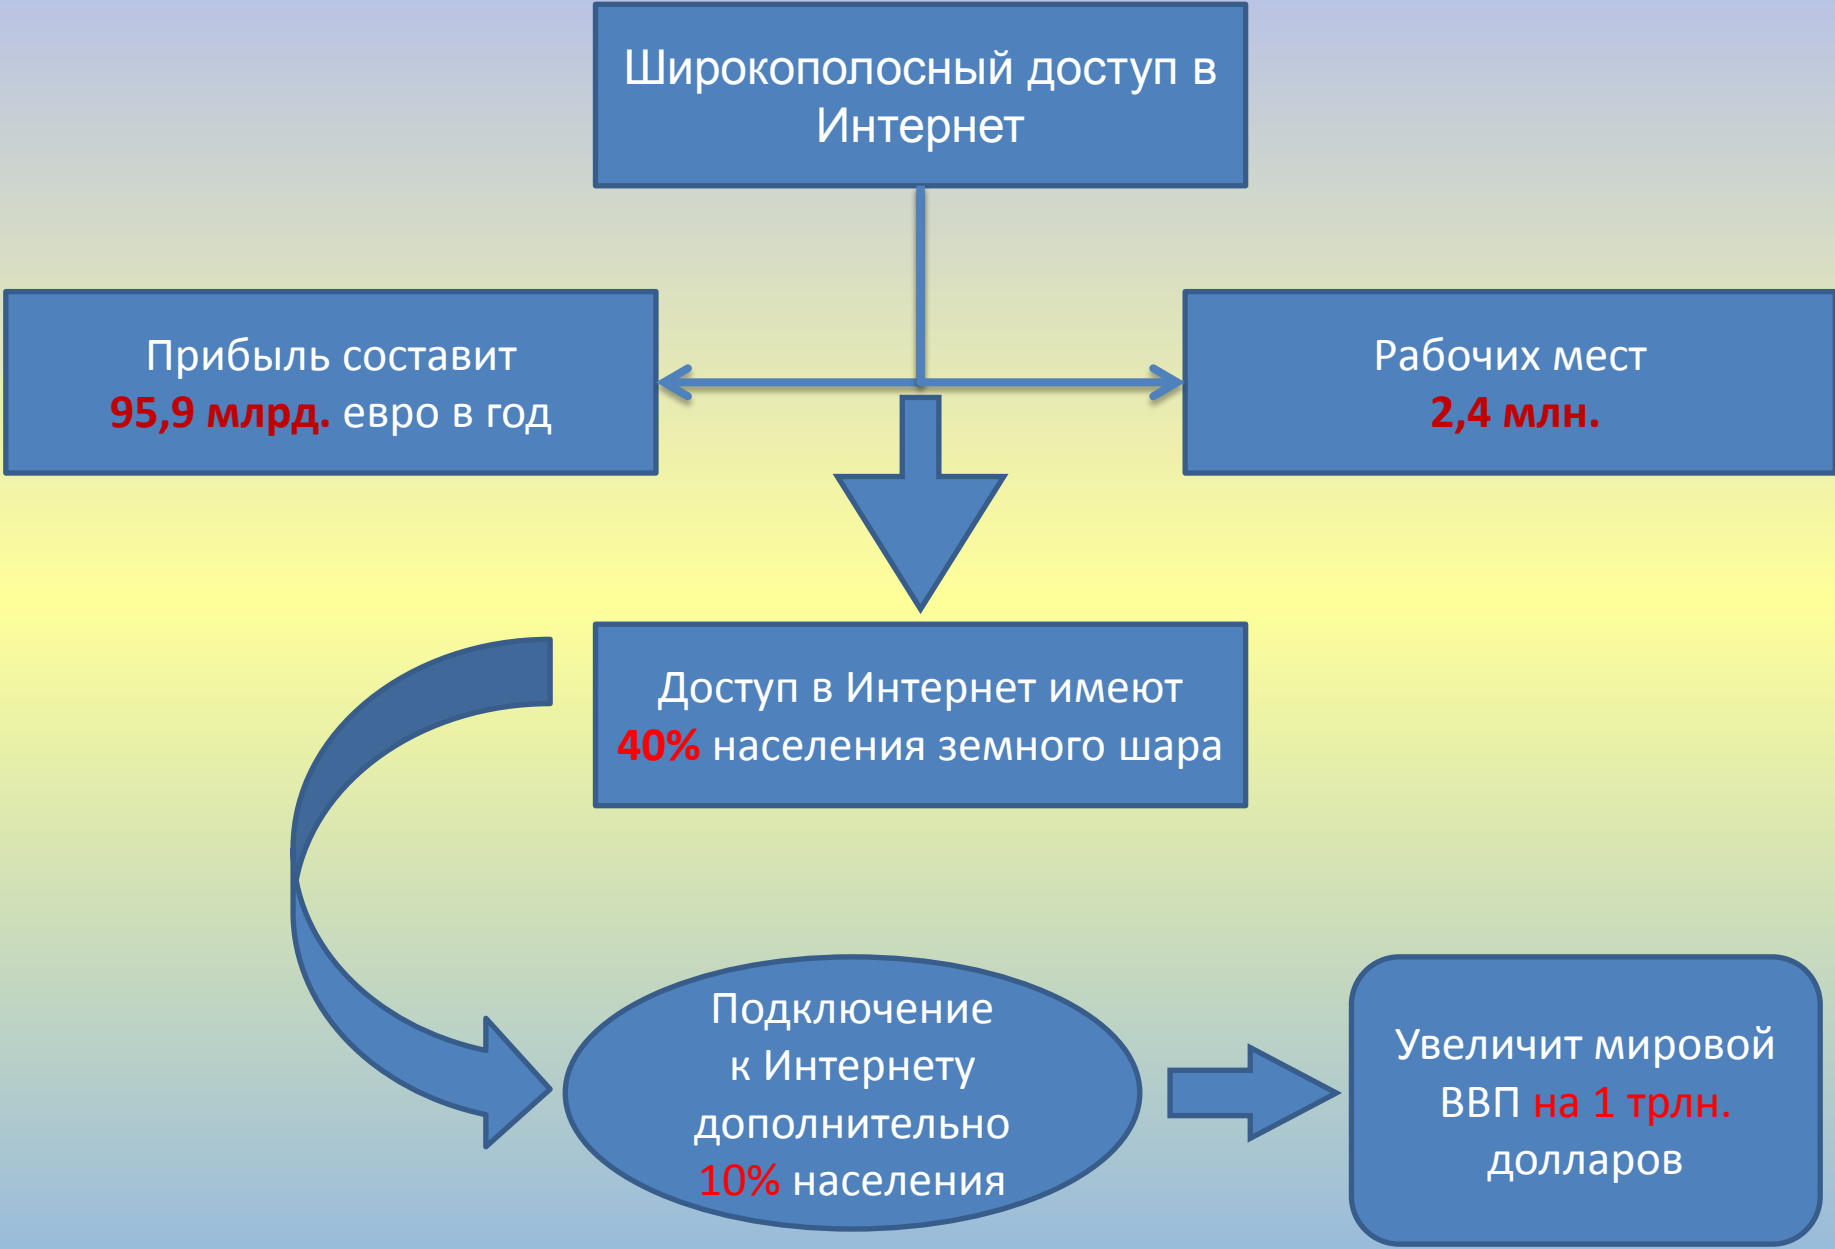 Широкополосный доступ в
Интернет
Прибыль составит
95,9 млрд. евро в год
Рабочих мест
2,4 млн.
Доступ в Интернет имеют
40% населения земного шара
Подключение
к Интернету
дополнительно
10% населения
Увеличит мировой
ВВП на 1 трлн.
долларов